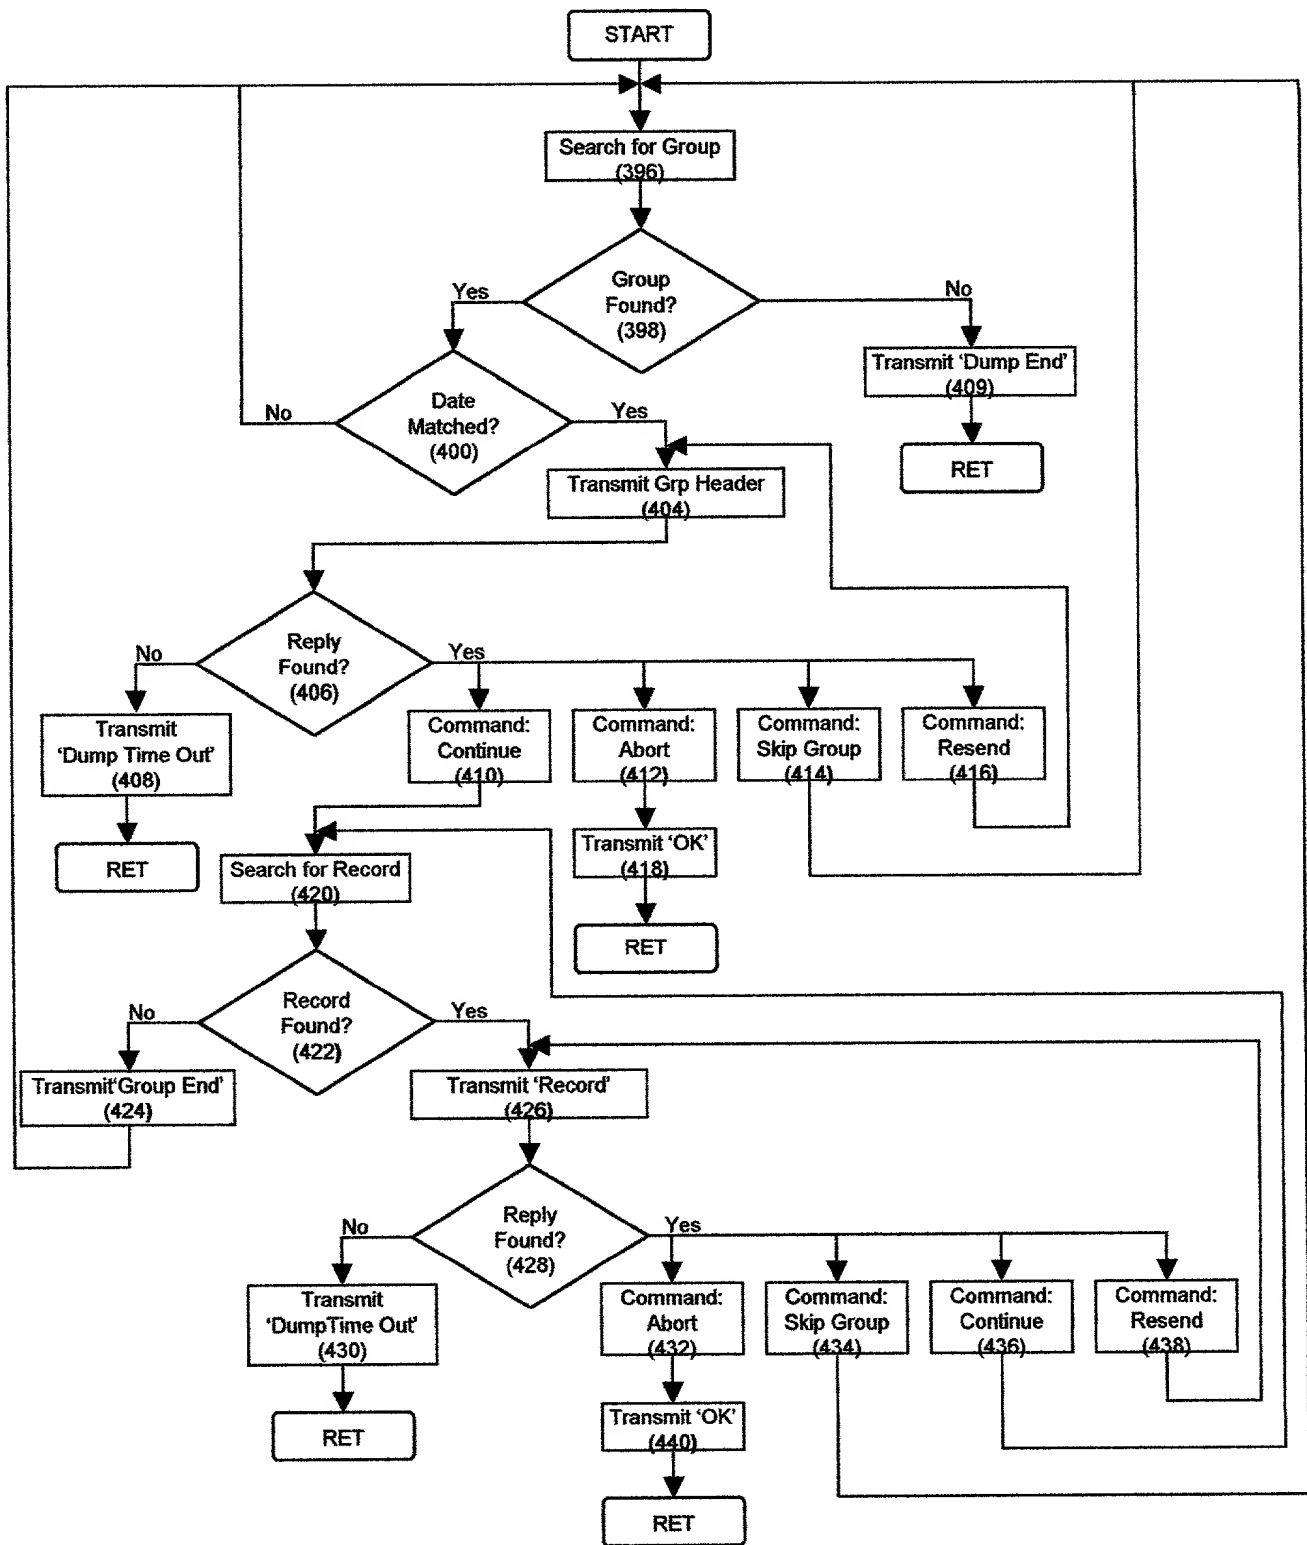 START
Search for Group
(396)
Group
Found?
(398)
Yes
No
Transmit 'Dump End'
(409)
RET
Date
Matched?
(400)
No
Yes
Transmit Grp Header
(404)
Reply
Found?
(406)
No
Yes
Transmit
'Dump Time Out'
(408)
RET
Command:
Continue
(410)
Command:
Abort
(412)
Command:
Skip Group
(414)
Command:
Resend
(416)
Transmit 'OK'
(418)
RET
Search for Record
(420)
Record
Found?
(422)
No
Yes
Transmit'Group End'
(424)
Transmit 'Record'
(426)
Reply
Found?
(428)
No
Yes
Transmit
'DumpTime Out'
(430)
RET
Command:
Abort
(432)
Command:
Skip Group
(434)
Command:
Continue
(436)
Command:
Resend
(438)
Transmit 'OK'
(440)
RET